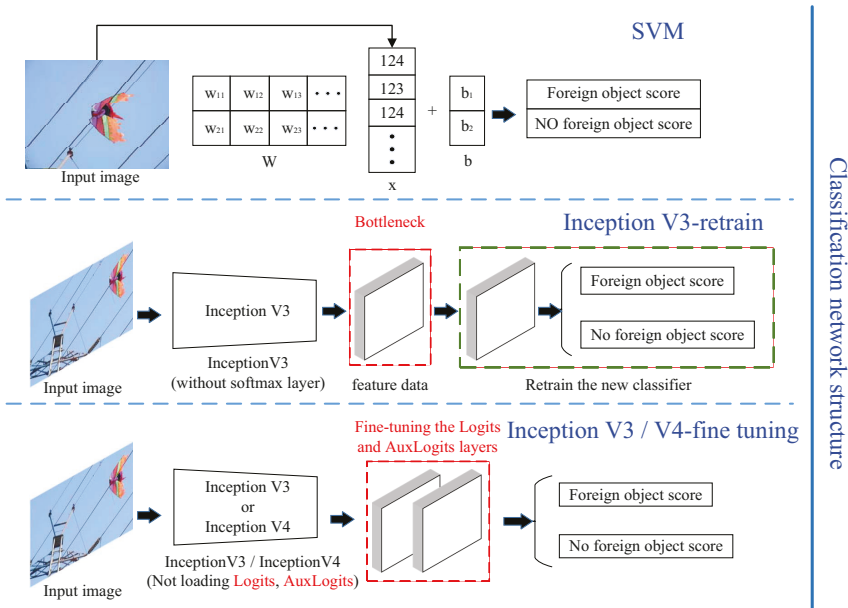 SVM
124
123
124
W11 W12 W13 • • •
W21 W22 W23 • • •
W
x
+
b1
b2
b
Foreign object score
NO foreign object score
Input image
Inception V3-retrain
Bottleneck
Inception V3
InceptionV3
(without softmax layer)
feature data
Foreign object score
No foreign object score
Retrain the new classifier
Input image
Inception V3 / V4-fine tuning
Fine-tuning the Logits
and AuxLogits layers
Inception V3
or
Inception V4
InceptionV3 / InceptionV4
(Not loading Logits, AuxLogits)
Foreign object score
No foreign object score
Input image
Classification network structure